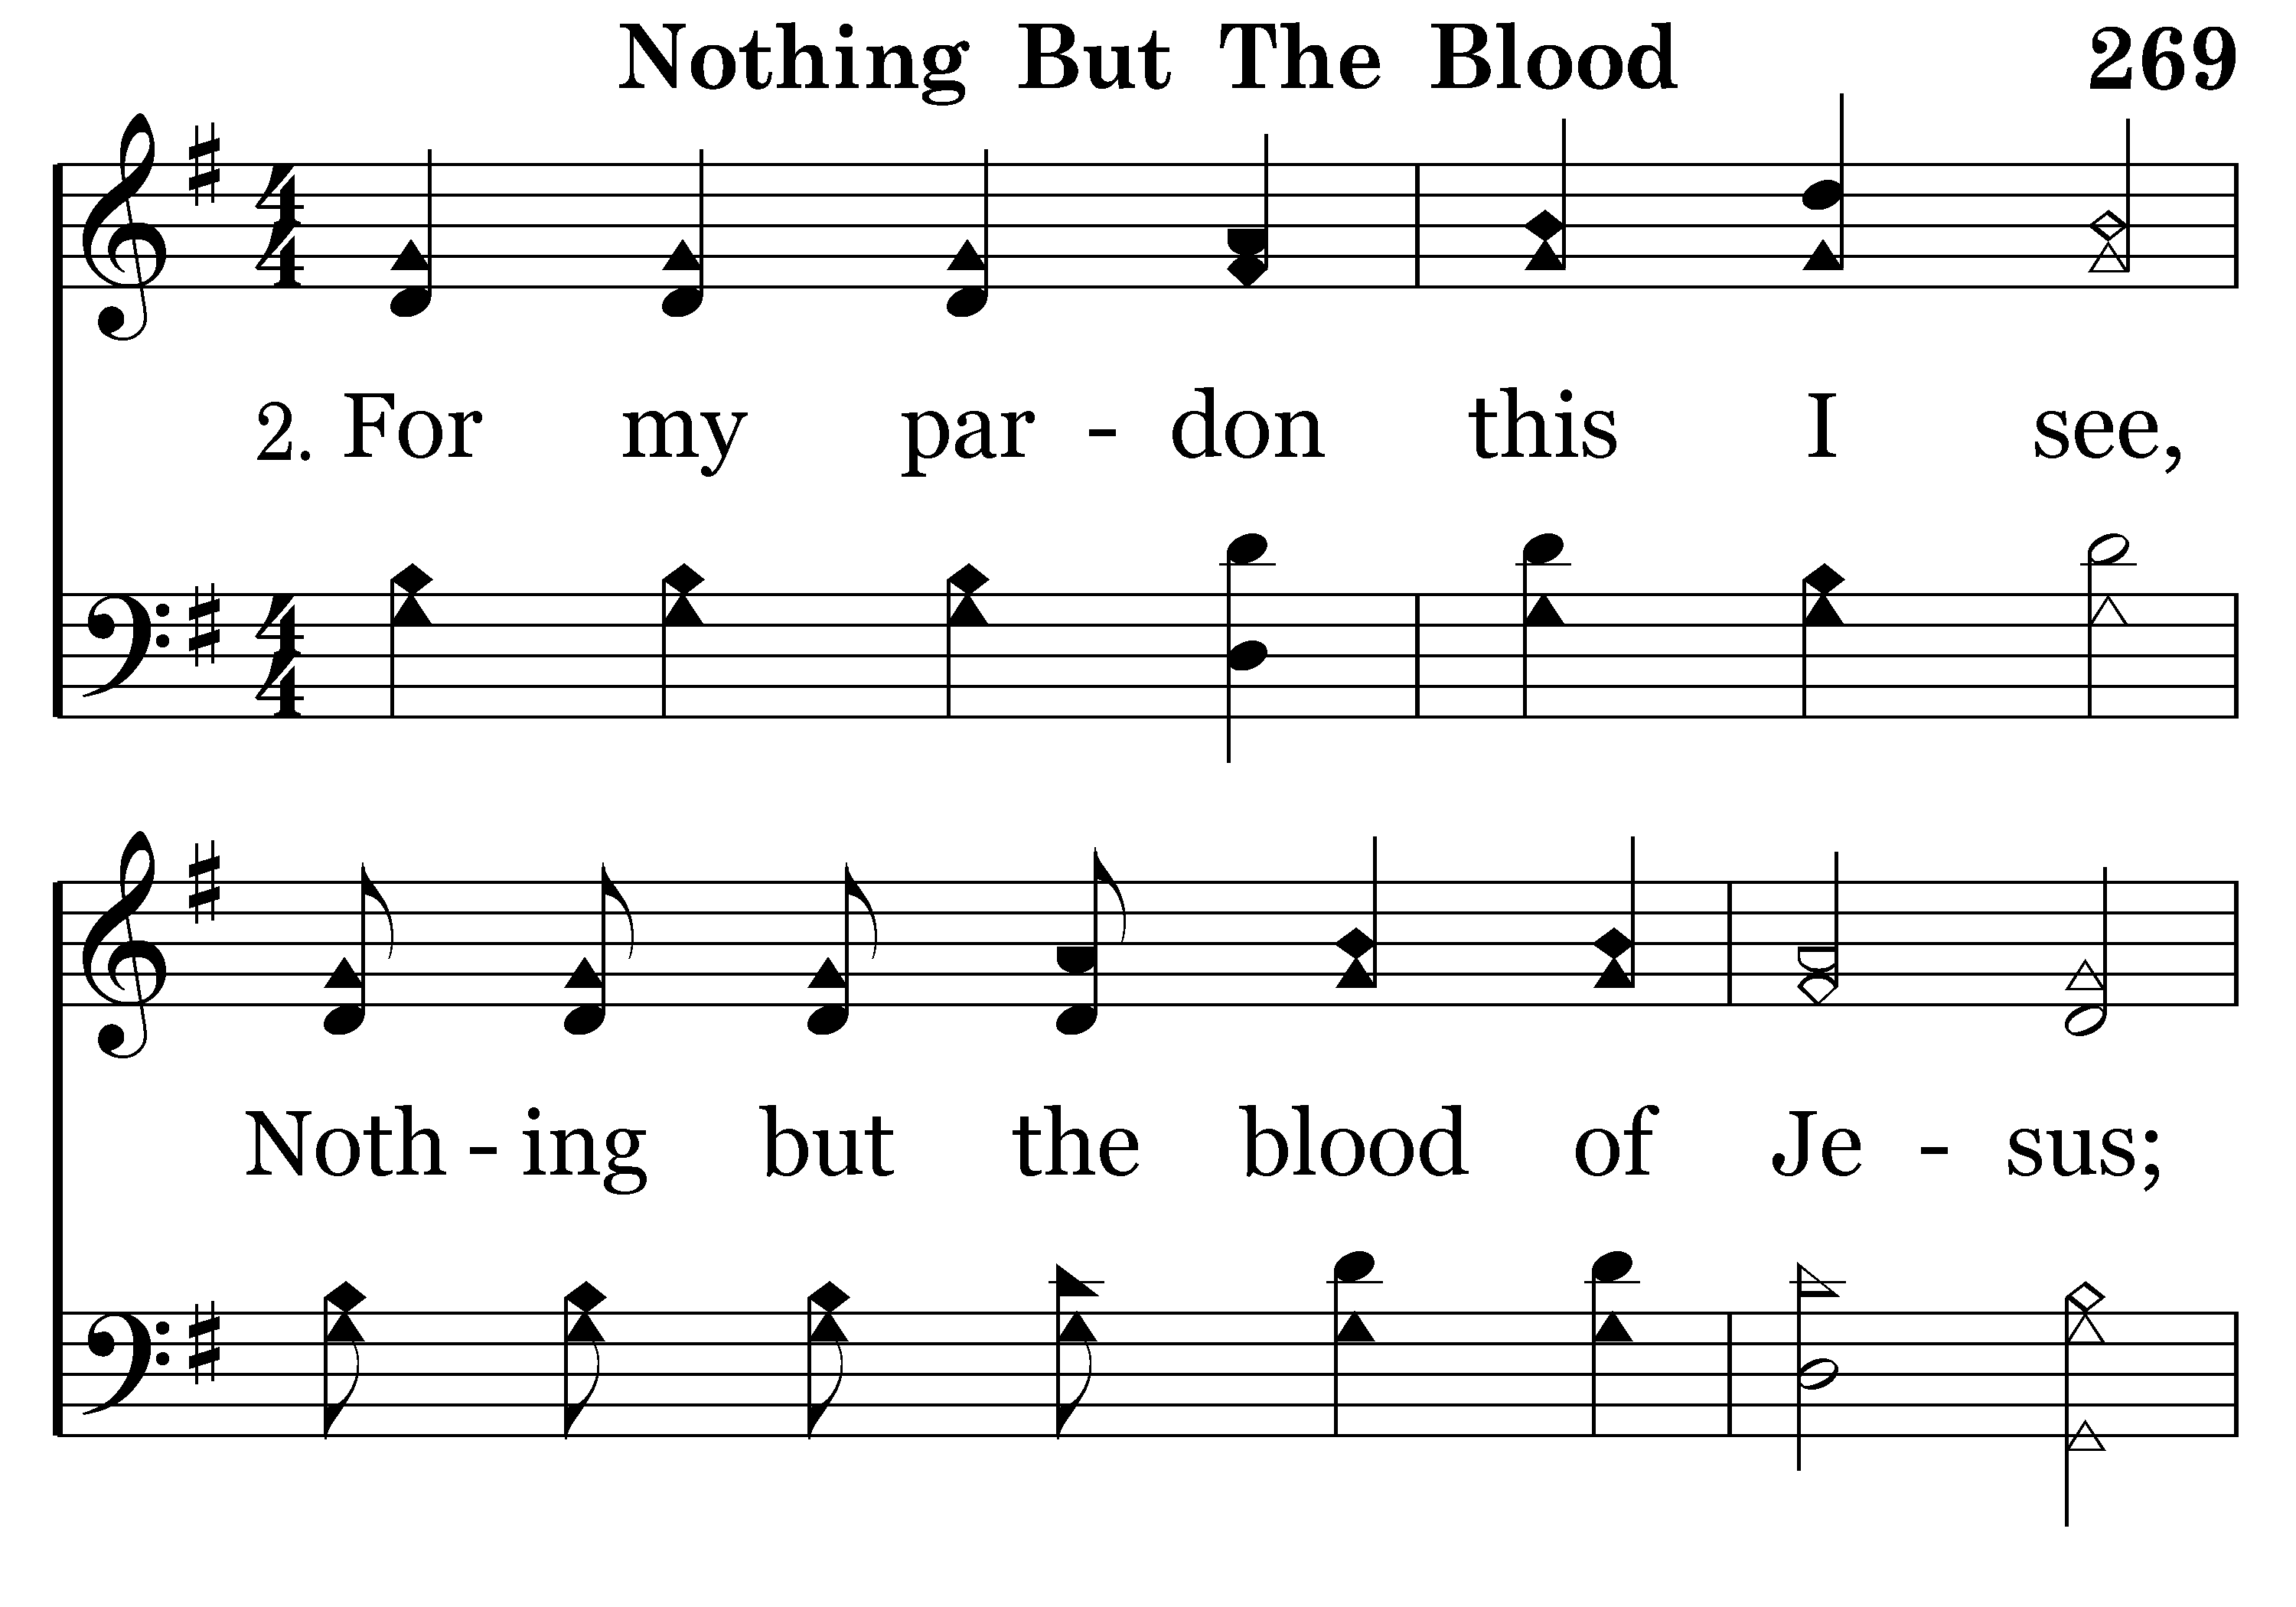 Nothing But The Blood 269
2. For my par - don this I see,
Noth - ing but the blood of Je - sus;